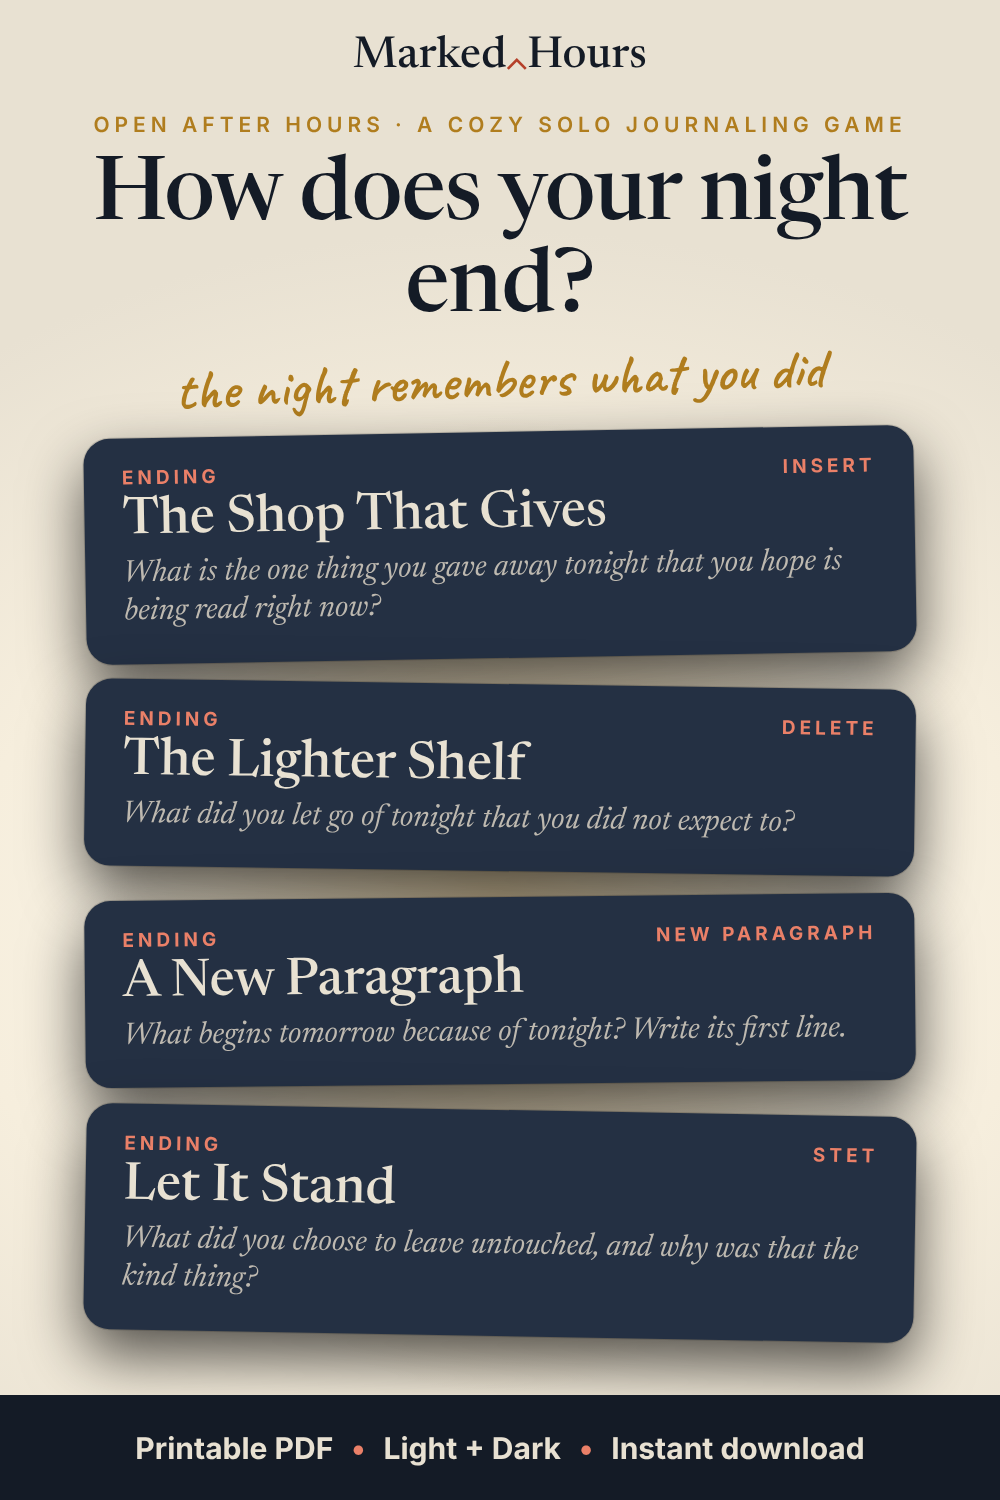 Marked‸Hours
OPEN AFTER HOURS · A COZY SOLO JOURNALING GAME
How does your night
end?
the night remembers what you did
ENDING
INSERT
The Shop That Gives
What is the one thing you gave away tonight that you hope is
being read right now?
ENDING
DELETE
The Lighter Shelf
What did you let go of tonight that you did not expect to?
ENDING
NEW PARAGRAPH
A New Paragraph
What begins tomorrow because of tonight? Write its first line.
ENDING
STET
Let It Stand
What did you choose to leave untouched, and why was that the
kind thing?
Printable PDF • Light + Dark • Instant download